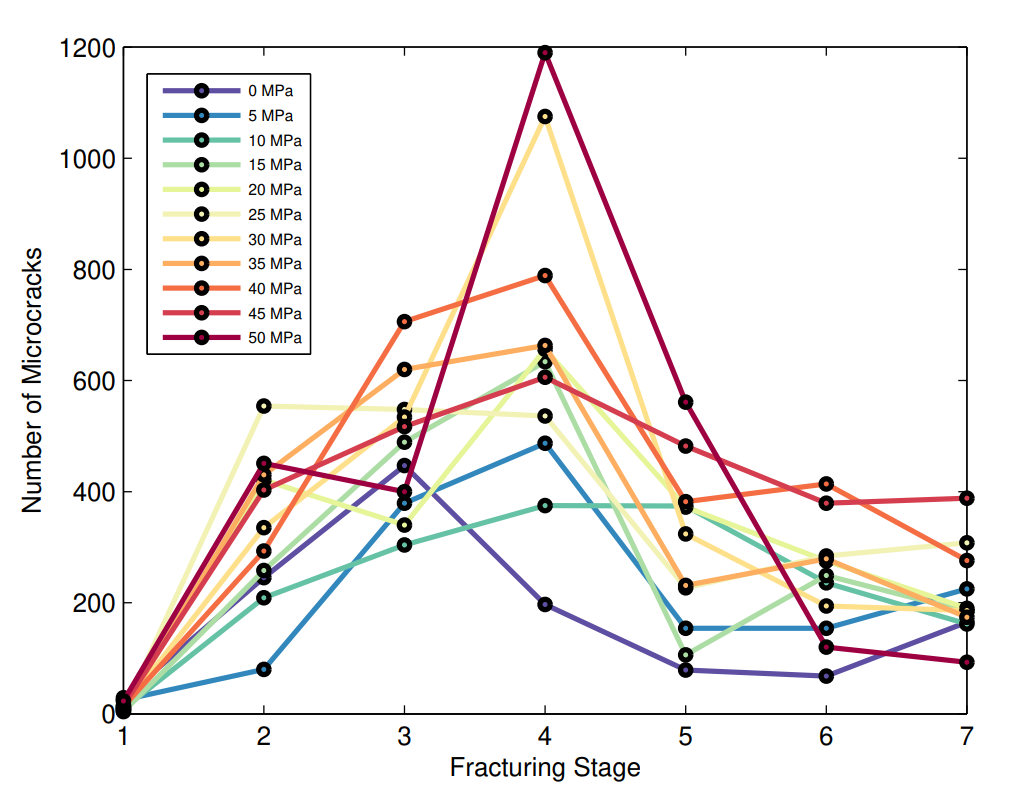 1200
1000
800
600
400
200
0
Number of Microcracks
0 MPa
5 MPa
10 MPa
15 MPa
20 MPa
25 MPa
30 MPa
35 MPa
40 MPa
45 MPa
50 MPa
1 2 3 4 5 6 7
Fracturing Stage